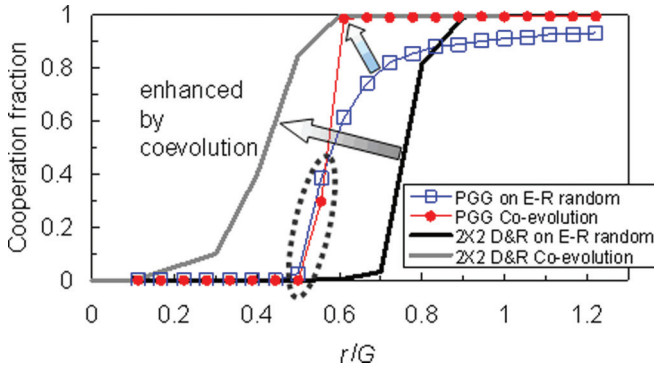 Cooperation fraction
1
0.8
0.6
0.4
0.2
0
enhanced
by
coevolution
PGG on E-R random
PGG Co-evolution
2X2 D&R on E-R random
2X2 D&R Co-evolution
0 0.2 0.4 0.6 0.8 1 1.2
r/G